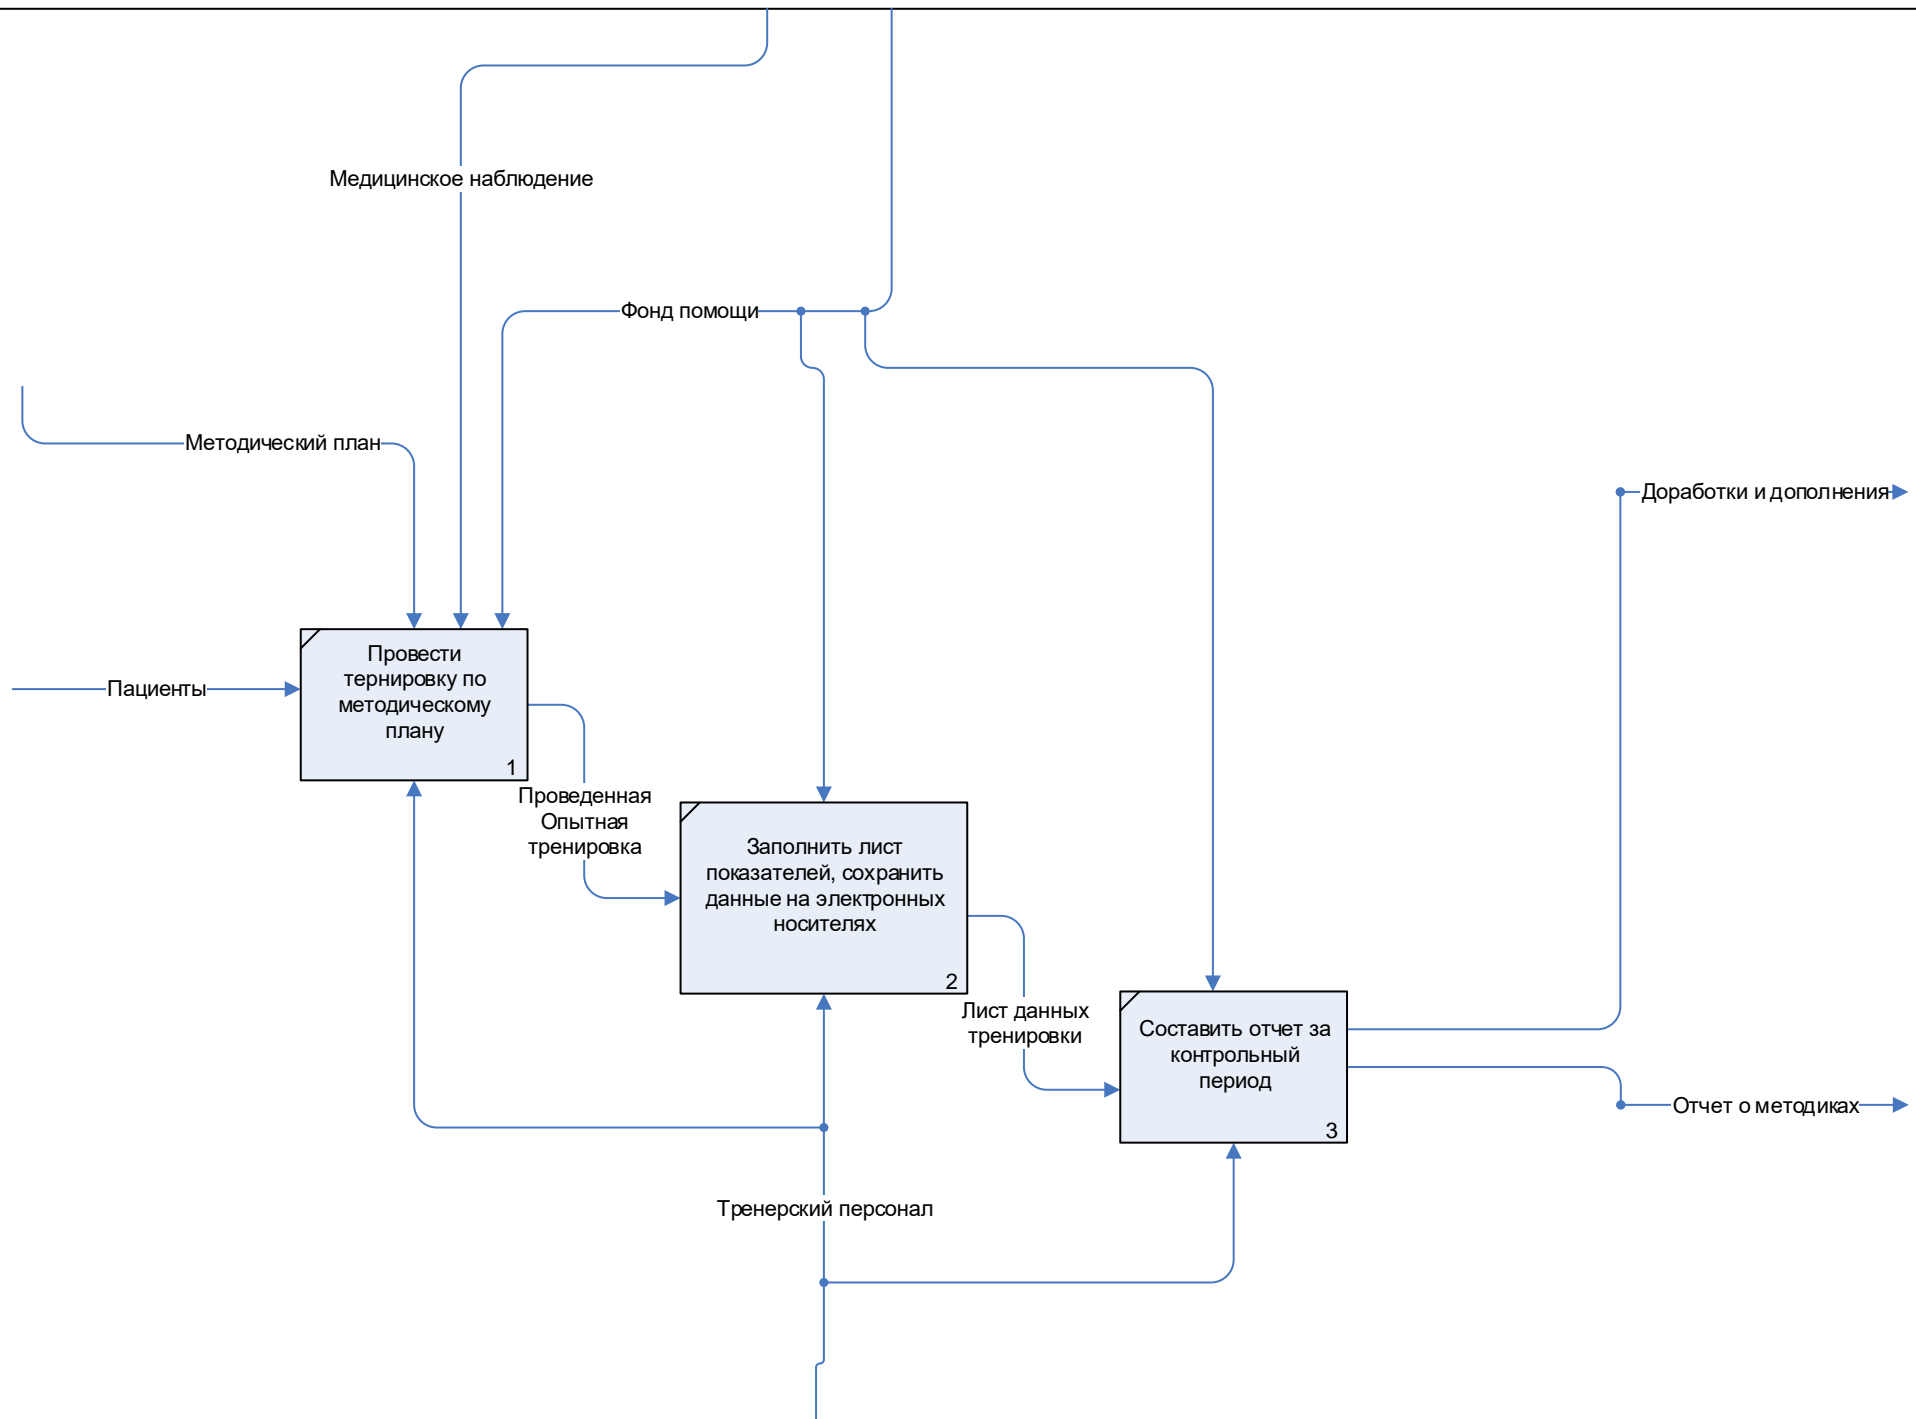 Медицинское наблюдение
Фонд помощи
Методический план
Доработки и дополнения
Пациенты
Провести
тернировку по
методическому
плану
1
Проведенная
Опытная
тренировка
Заполнить лист
показателей, сохранить
данные на электронных
носителях
2
Лист данных
тренировки
Составить отчет за
контрольный
период
3
Отчет о методиках
Тренерский персонал